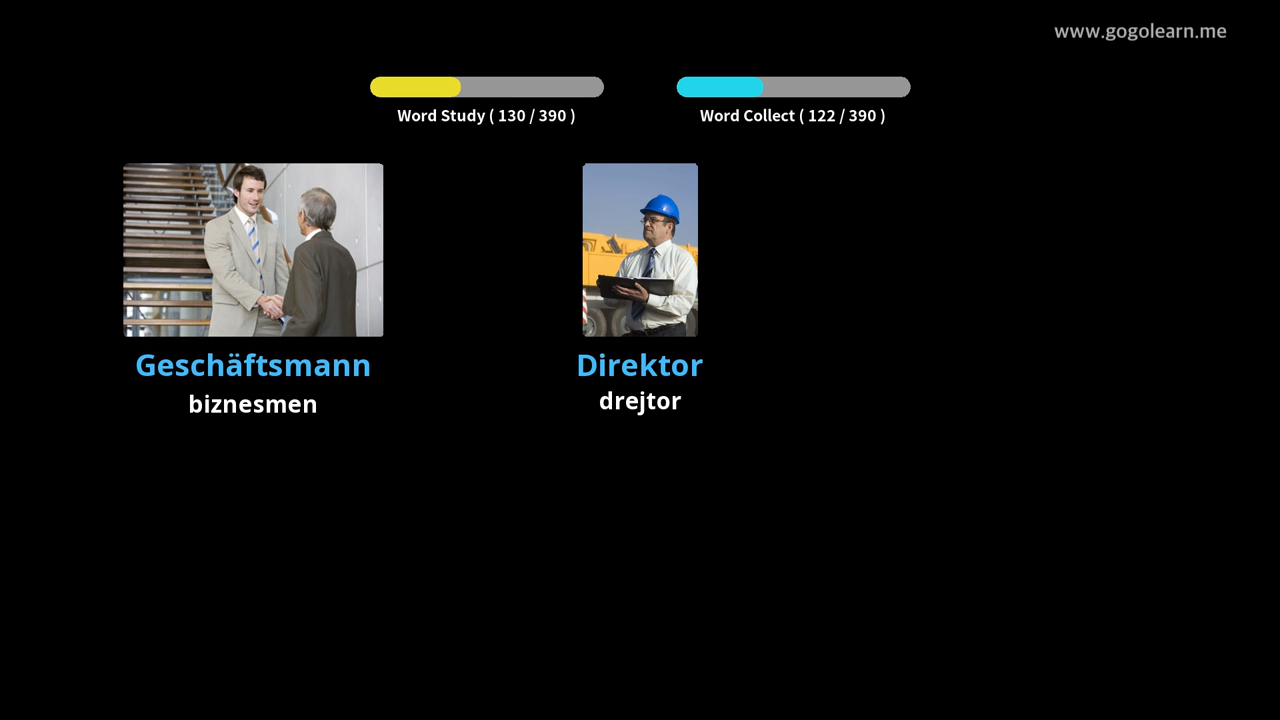 www.gogolearn.me
Word Study ( 130 / 390 )
Word Collect ( 122 / 390 )
Geschäftsmann
biznesmen
Direktor
drejtor